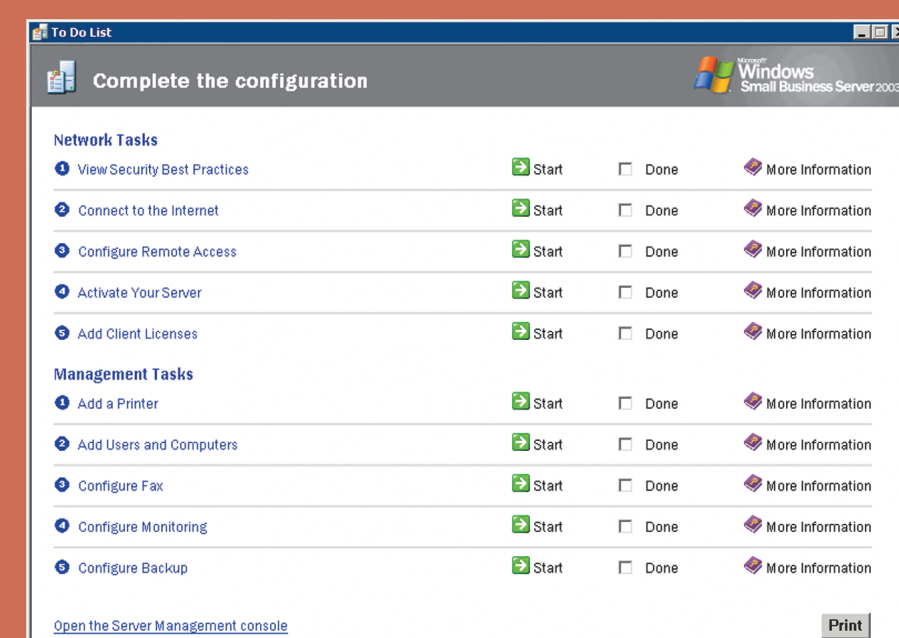 To Do List
Complete the configuration
Microsoft
Windows
Small Business Server 2003
Network Tasks
1 View Security Best Practices Start Done More Information
2 Connect to the Internet Start Done More Information
3 Configure Remote Access Start Done More Information
4 Activate Your Server Start Done More Information
5 Add Client Licenses Start Done More Information
Management Tasks
1 Add a Printer Start Done More Information
2 Add Users and Computers Start Done More Information
3 Configure Fax Start Done More Information
4 Configure Monitoring Start Done More Information
5 Configure Backup Start Done More Information
Open the Server Management console Print